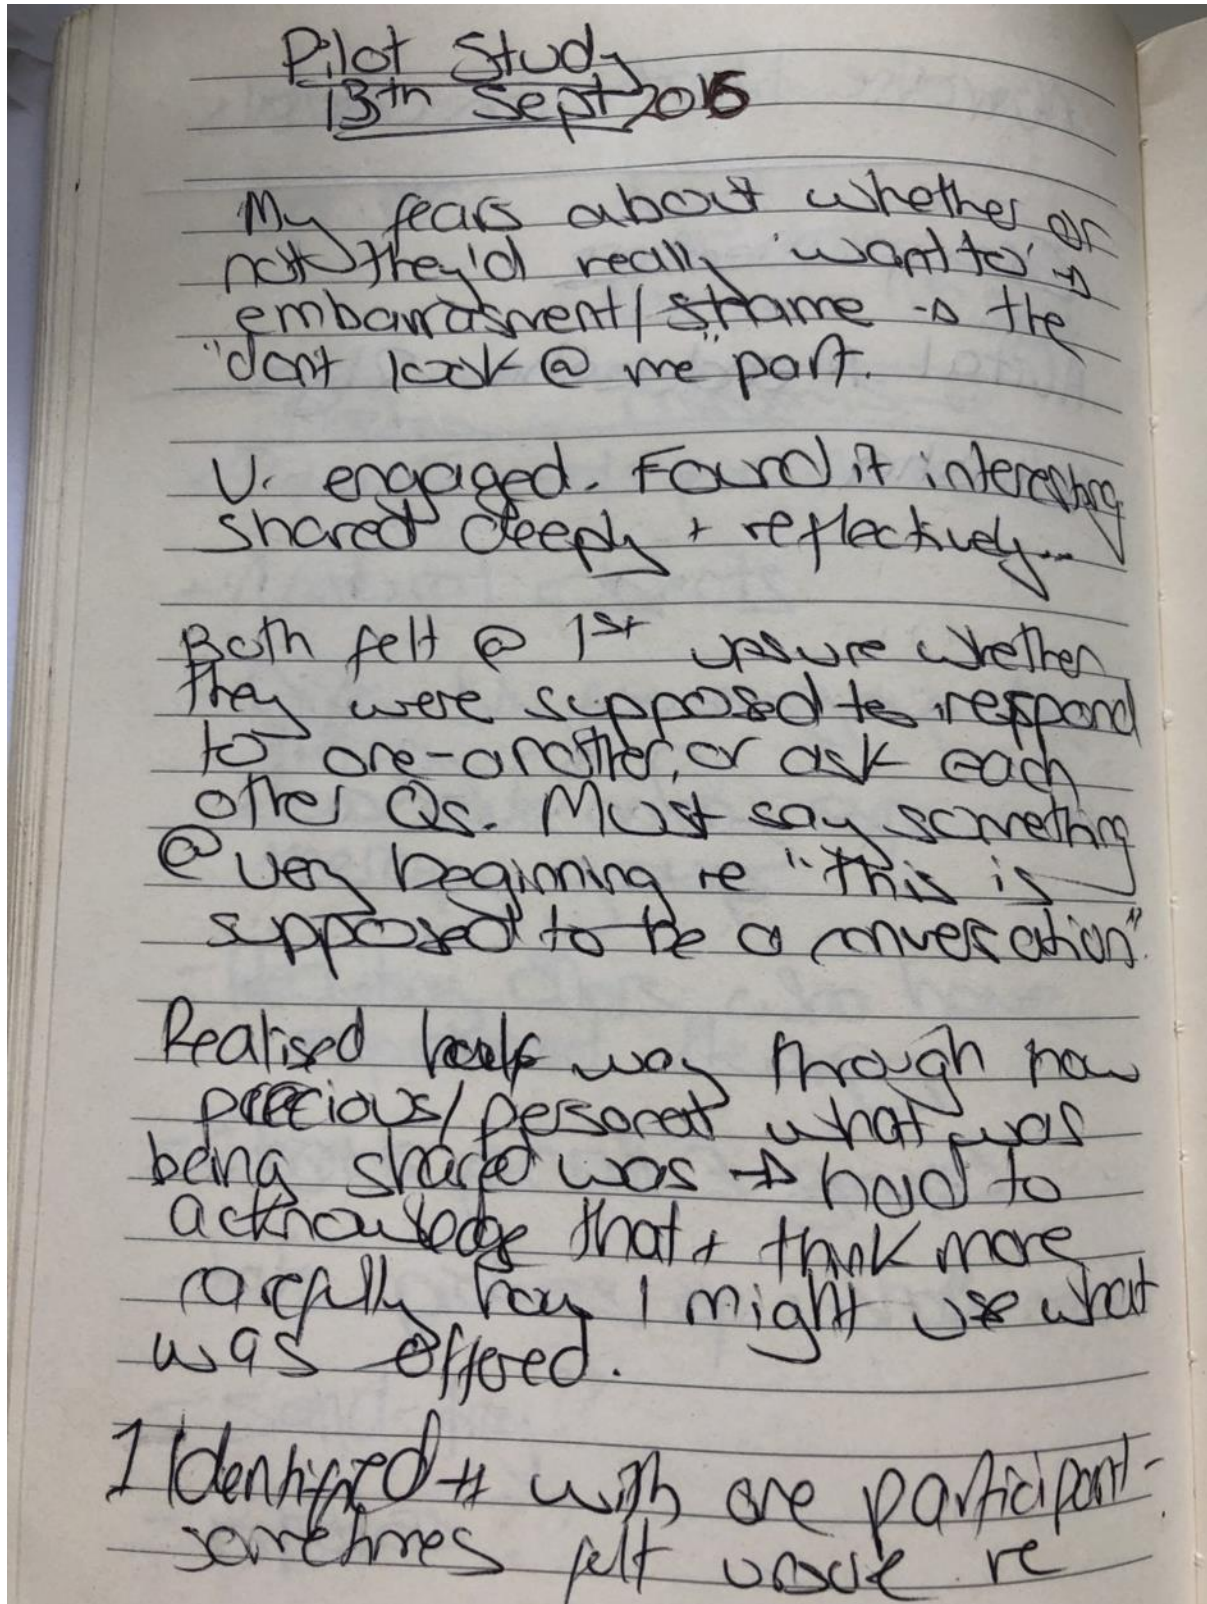 Pilot Study
13th Sept 2016
My fears about whether or
not they'd really 'want to' →
embarrasment/shame → the
"dont look @ me" part.
V. engaged. Found it interesting
shared deeply + reflectively...
Both felt @ 1st unsure whether
they were supposed to respond
to one-another, or ask each
other Qs. Must say something
@ very beginning re "this is
supposed to be a conversation".
Realised half way through how
precious/personal what was
being shared was → had to
acknowledge that + think more
carefully how I might use what
was offered.
I Identified with one participant -
sometimes felt unsure re